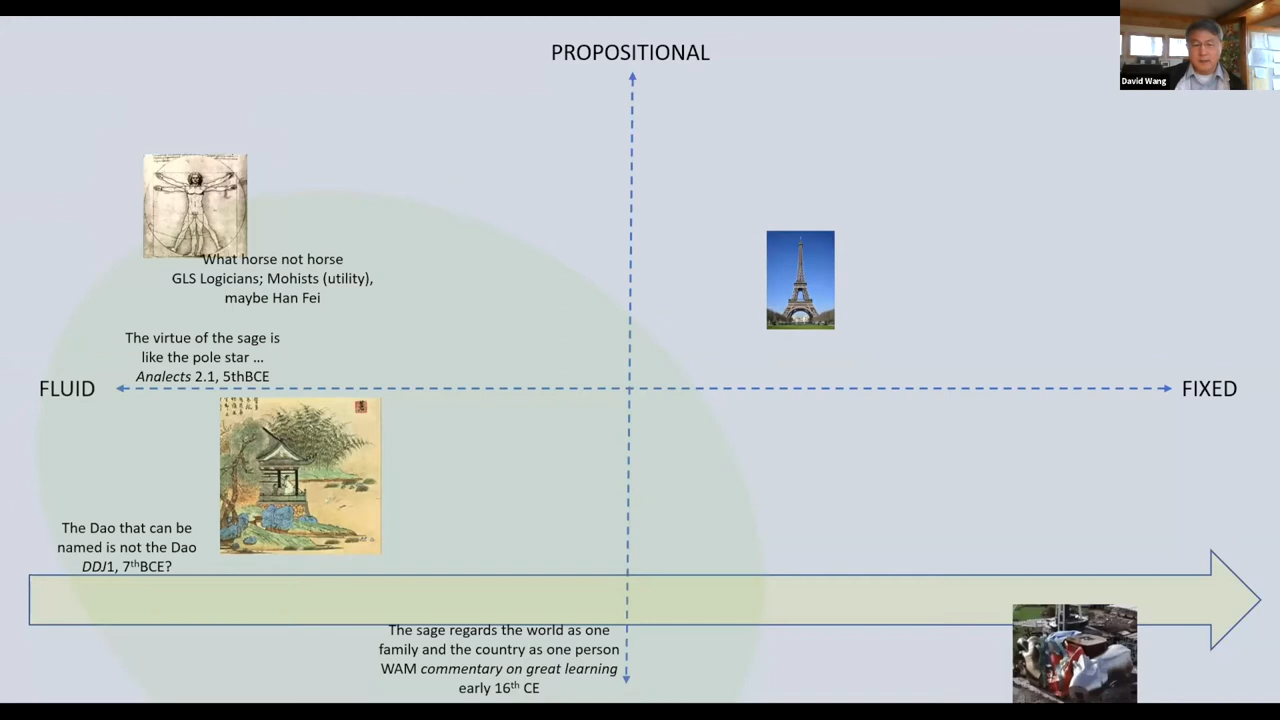 PROPOSITIONAL
David Wang
What horse not horse
GLS Logicians; Mohists (utility),
maybe Han Fei
The virtue of the sage is
like the pole star ...
Analects 2.1, 5thBCE
FLUID
FIXED
The Dao that can be
named is not the Dao
DDJ1, 7thBCE?
The sage regards the world as one
family and the country as one person
WAM commentary on great learning
early 16th CE